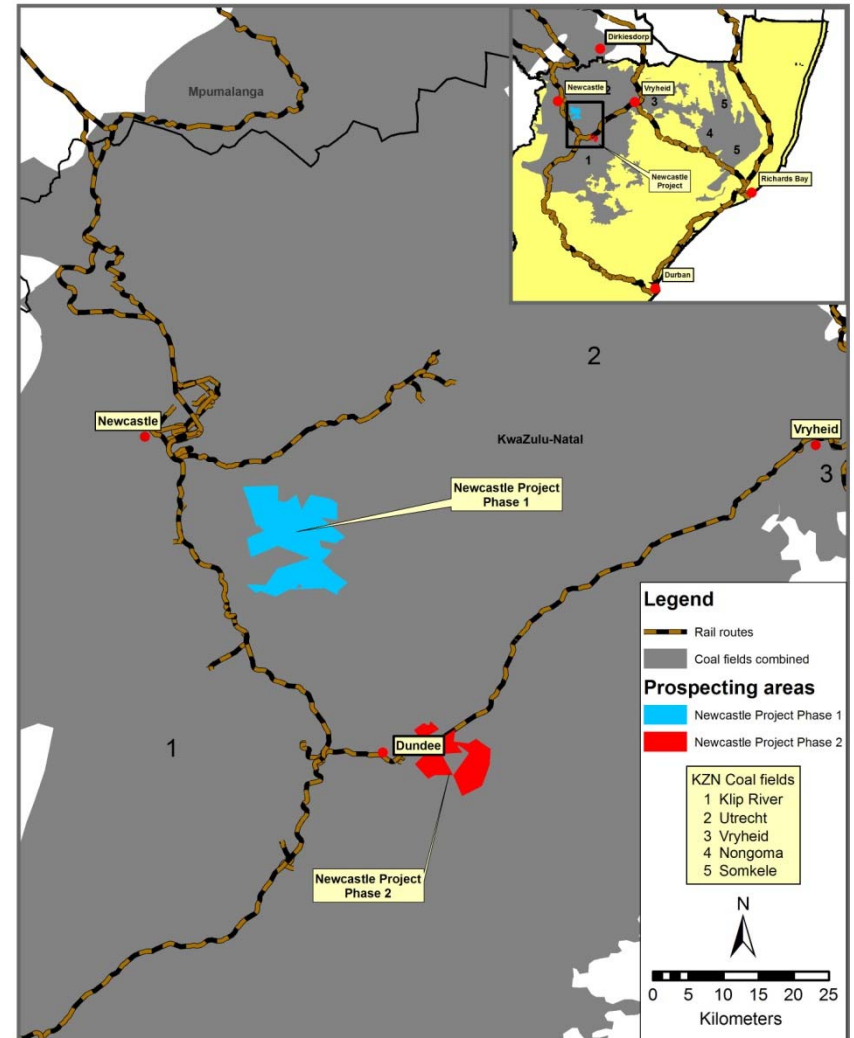 Mpumalanga
Dirkiesdorp
Newcastle
2
Vryheid
3
5
4
5
1
Newcastle
Project
Richards Bay
Durban
2
Newcastle
KwaZulu-Natal
Vryheid
3
Newcastle Project
Phase 1
1
Dundee
Newcastle Project
Phase 2
Legend
Rail routes
Coal fields combined
Prospecting areas
Newcastle Project Phase 1
Newcastle Project Phase 2
KZN Coal fields
1 Klip River
2 Utrecht
3 Vryheid
4 Nongoma
5 Somkele
N
0 5 10 15 20 25
Kilometers